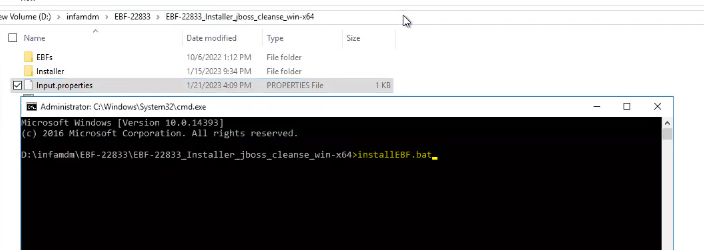 ew Volume (D:) > infamdm > EBF-22833 > EBF-22833_Installer_jboss_cleanse_win-x64 >
Name Date modified Type Size
EBFs 10/6/2022 1:12 PM File folder
Installer 1/15/2023 9:34 PM File folder
Input.properties 1/21/2023 4:09 PM PROPERTIES File 1 KB
Administrator: C:\Windows\System32\cmd.exe
Microsoft Windows [Version 10.0.14393]
(c) 2016 Microsoft Corporation. All rights reserved.
D:\infamdm\EBF-22833\EBF-22833_Installer_jboss_cleanse_win-x64>installEBF.bat